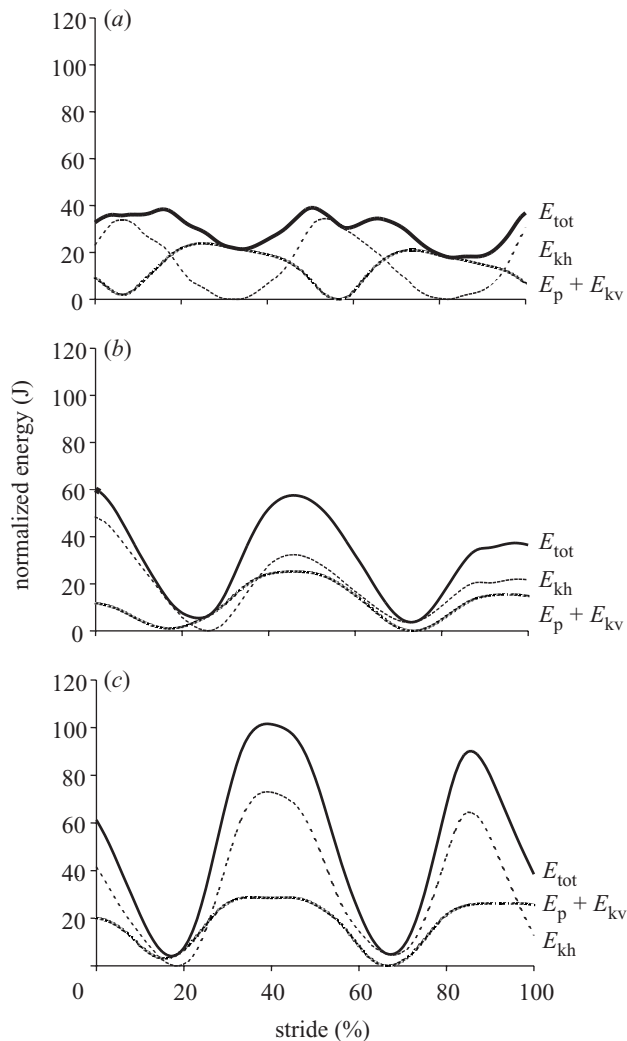 (a)
120
100
80
60
40
20
0
E_tot
E_kh
E_p + E_kv
(b)
120
100
80
60
40
20
0
E_tot
E_kh
E_p + E_kv
normalized energy (J)
(c)
120
100
80
60
40
20
E_tot
E_p + E_kv
E_kh
0 20 40 60 80 100
stride (%)